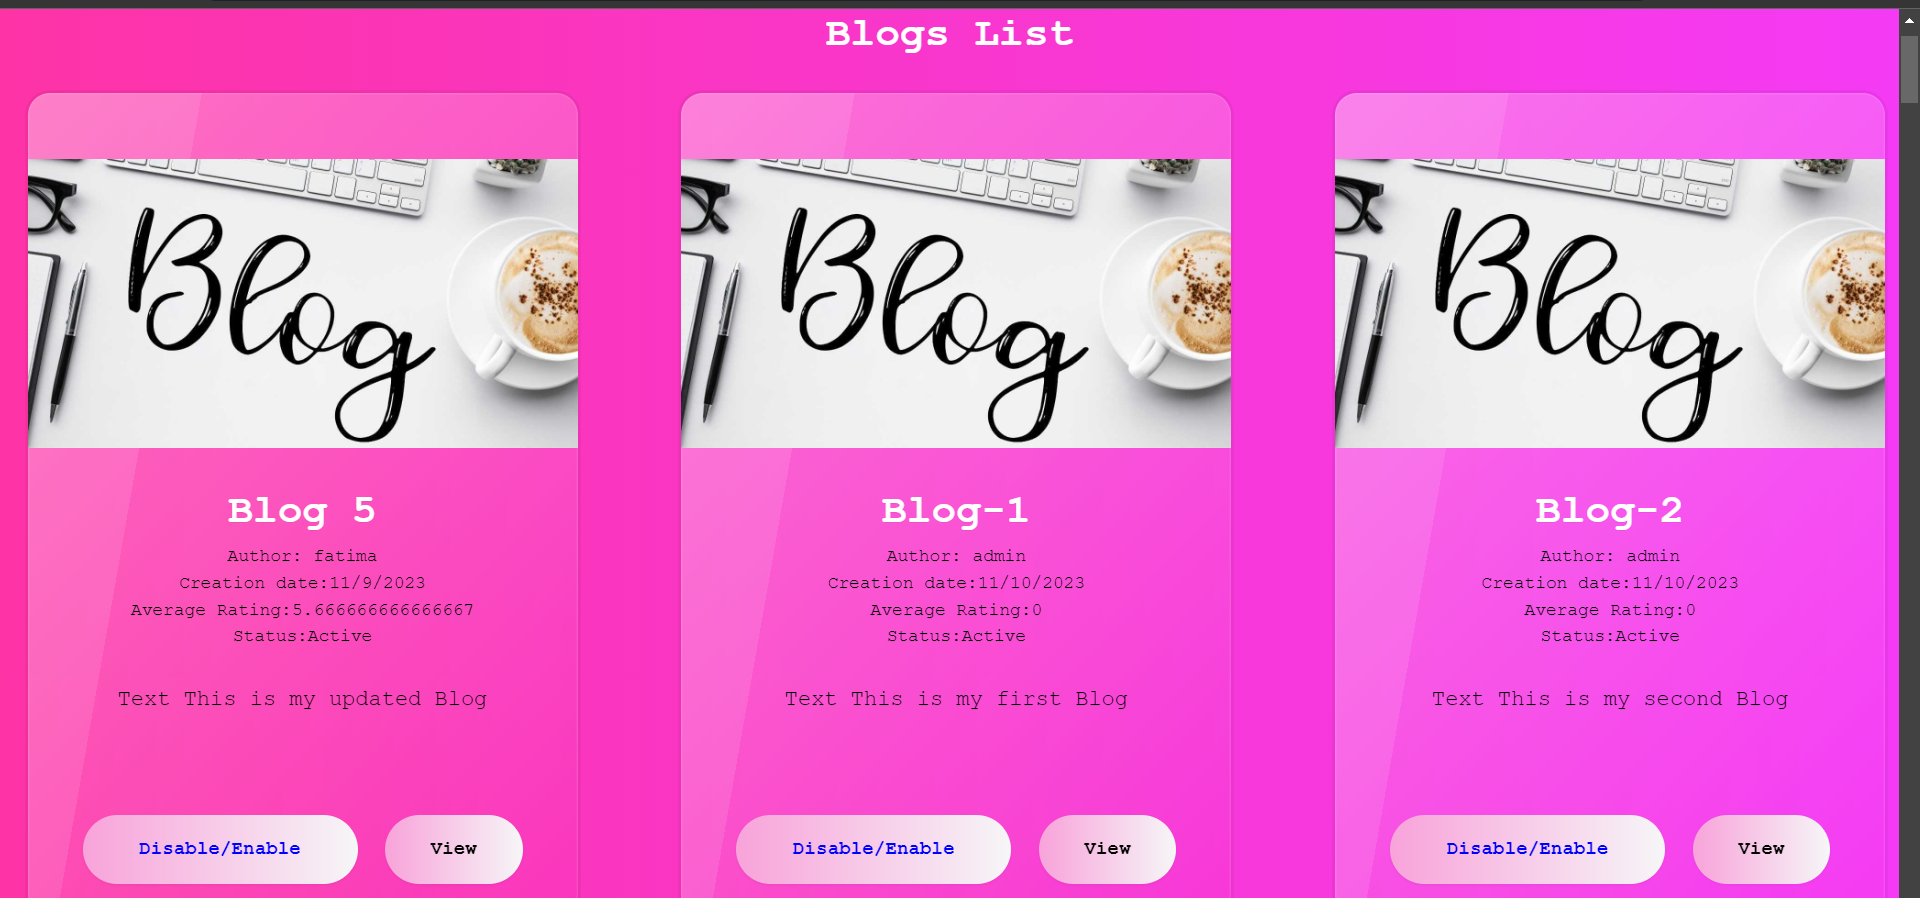 Blogs List
Blog
Blog 5
Author: fatima
Creation date:11/9/2023
Average Rating:5.666666666666667
Status:Active
Text This is my updated Blog
Disable/Enable
View
Blog
Blog-1
Author: admin
Creation date:11/10/2023
Average Rating:0
Status:Active
Text This is my first Blog
Disable/Enable
View
Blog
Blog-2
Author: admin
Creation date:11/10/2023
Average Rating:0
Status:Active
Text This is my second Blog
Disable/Enable
View